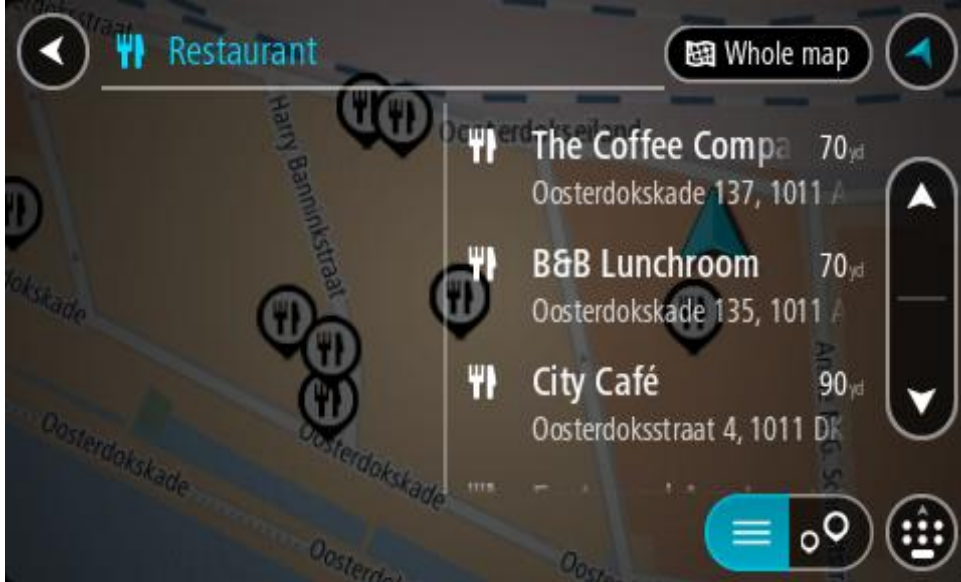 Restaurant
Whole map
The Coffee Compa 70yd
Oosterdokskade 137, 1011 A
B&B Lunchroom 70yd
Oosterdokskade 135, 1011 A
City Café 90yd
Oosterdoksstraat 4, 1011 DK
Oosterdokseiland
Harry Banninkstraat
Oosterdokskade
Oosterdokskade